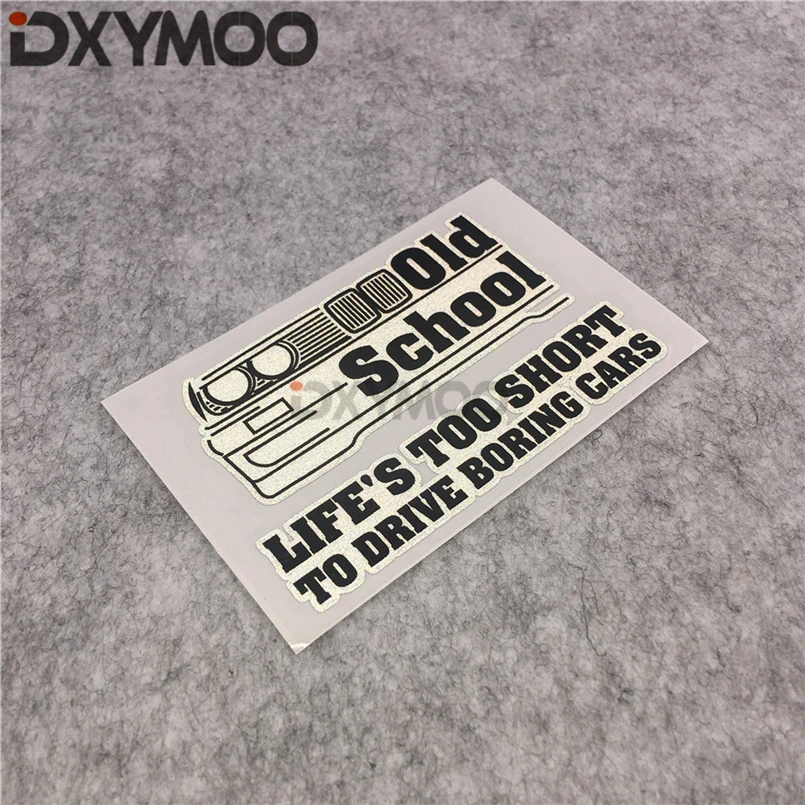 DXYMOO
Old
School
DXYMOO
LIFE'S TOO SHORT
TO DRIVE BORING CARS